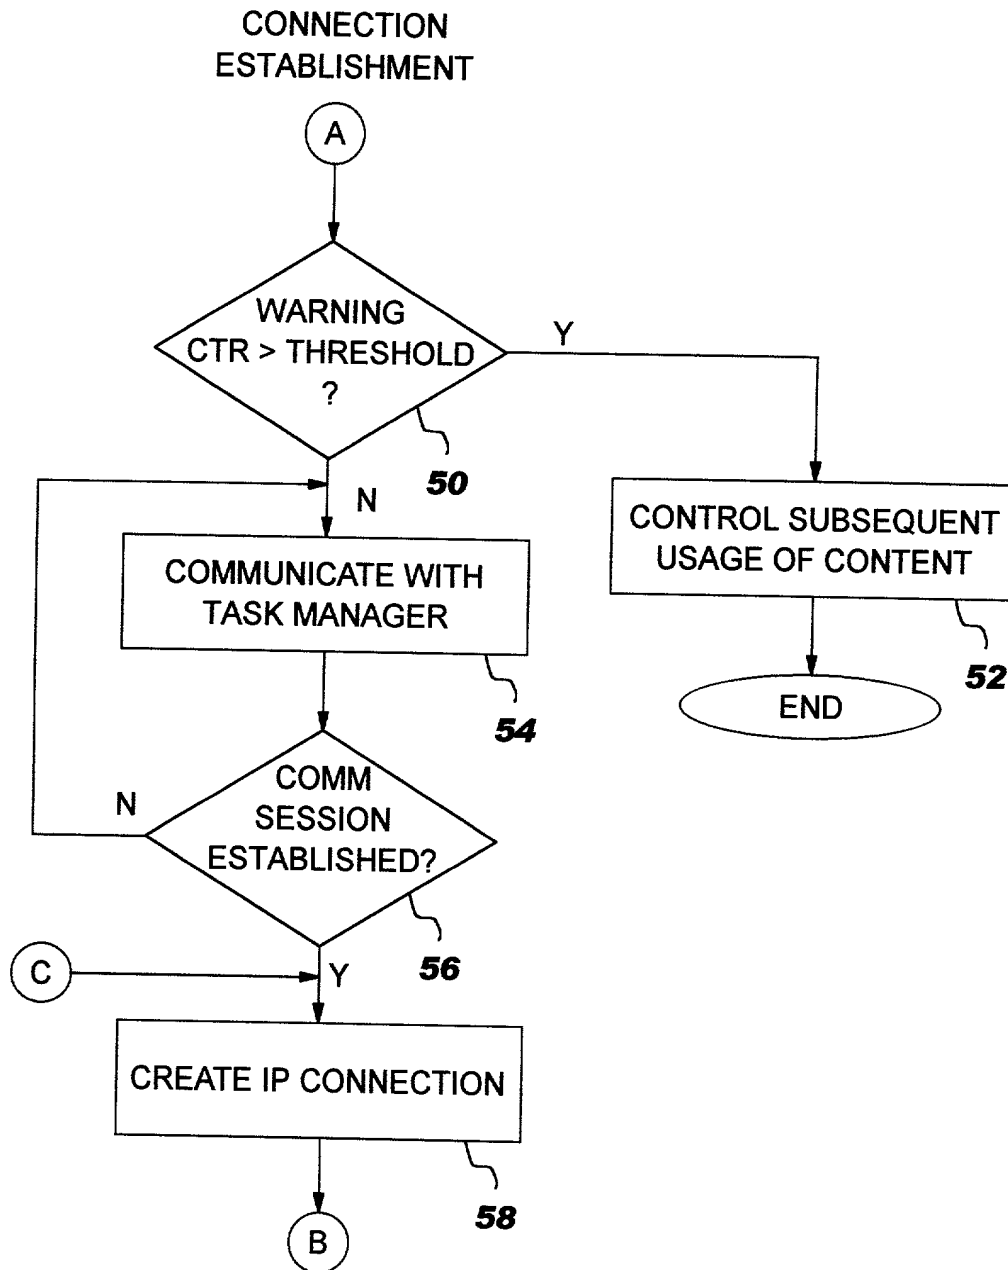 CONNECTION
ESTABLISHMENT
A
WARNING
CTR > THRESHOLD
?
Y
50
N
CONTROL SUBSEQUENT
USAGE OF CONTENT
52
COMMUNICATE WITH
TASK MANAGER
54
END
COMM
SESSION
ESTABLISHED?
N
56
C
Y
CREATE IP CONNECTION
58
B